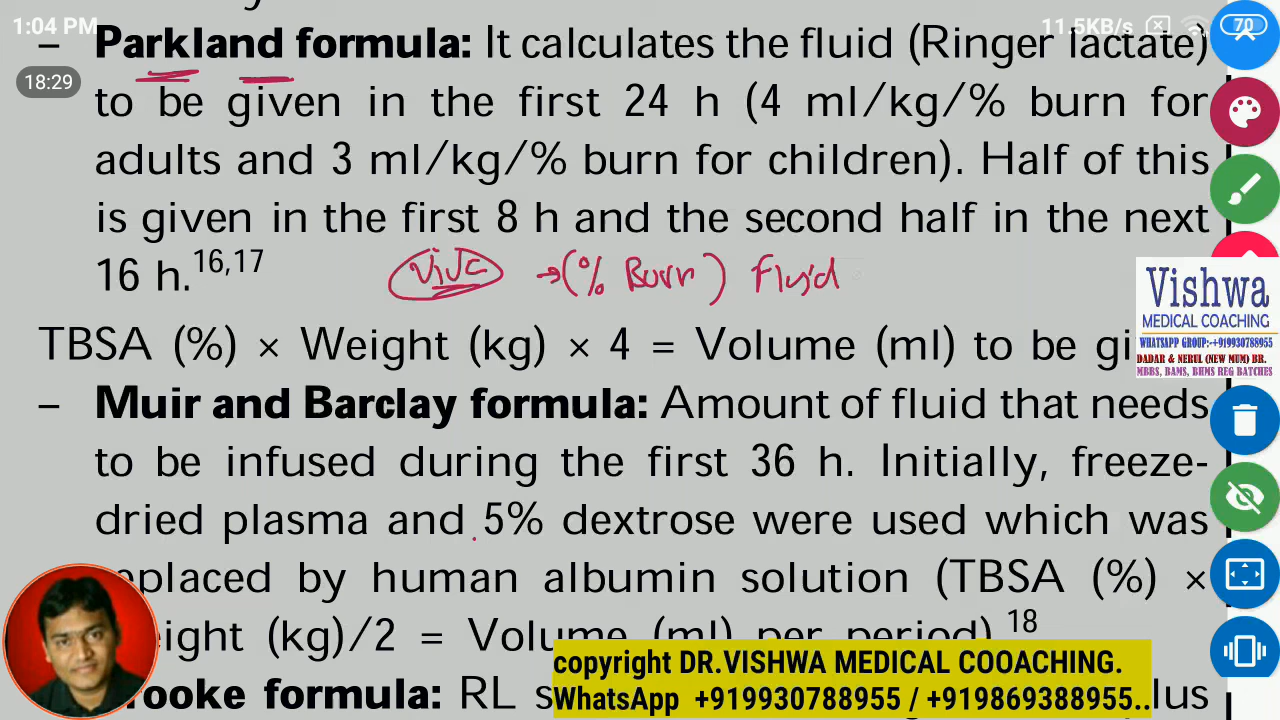 1:04 PM
11.5KB/s
70
18:29
– Parkland formula: It calculates the fluid (Ringer lactate)
to be given in the first 24 h (4 ml/kg/% burn for
adults and 3 ml/kg/% burn for children). Half of this
is given in the first 8 h and the second half in the next
16 h.16,17
→ (% Burn) Fluid
TBSA (%) × Weight (kg) × 4 = Volume (ml) to be gi
– Muir and Barclay formula: Amount of fluid that needs
to be infused during the first 36 h. Initially, freeze-
dried plasma and 5% dextrose were used which was
eplaced by human albumin solution (TBSA (%) ×
eight (kg)/2 = Volume (ml) per period).18
rooke formula: RL s
lus
Vishwa
MEDICAL COACHING
WHATSAPP GROUP:-+919930788955
DADAR & NERUL (NEW MUM) BR.
MBBS, BAMS, BHMS REG BATCHES
copyright DR.VISHWA MEDICAL COOACHING.
WhatsApp +919930788955 / +919869388955..